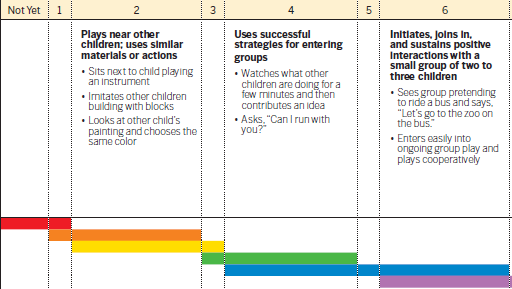 Not Yet 1 2 3 4 5 6
Plays near other
children; uses similar
materials or actions
• Sits next to child playing
an instrument
• Imitates other children
building with blocks
• Looks at other child's
painting and chooses the
same color
Uses successful
strategies for entering
groups
• Watches what other
children are doing for a
few minutes and then
contributes an idea
• Asks, "Can I run with
you?"
Initiates, joins in,
and sustains positive
interactions with a
small group of two to
three children
• Sees group pretending
to ride a bus and says,
"Let's go to the zoo on
the bus."
• Enters easily into
ongoing group play and
plays cooperatively